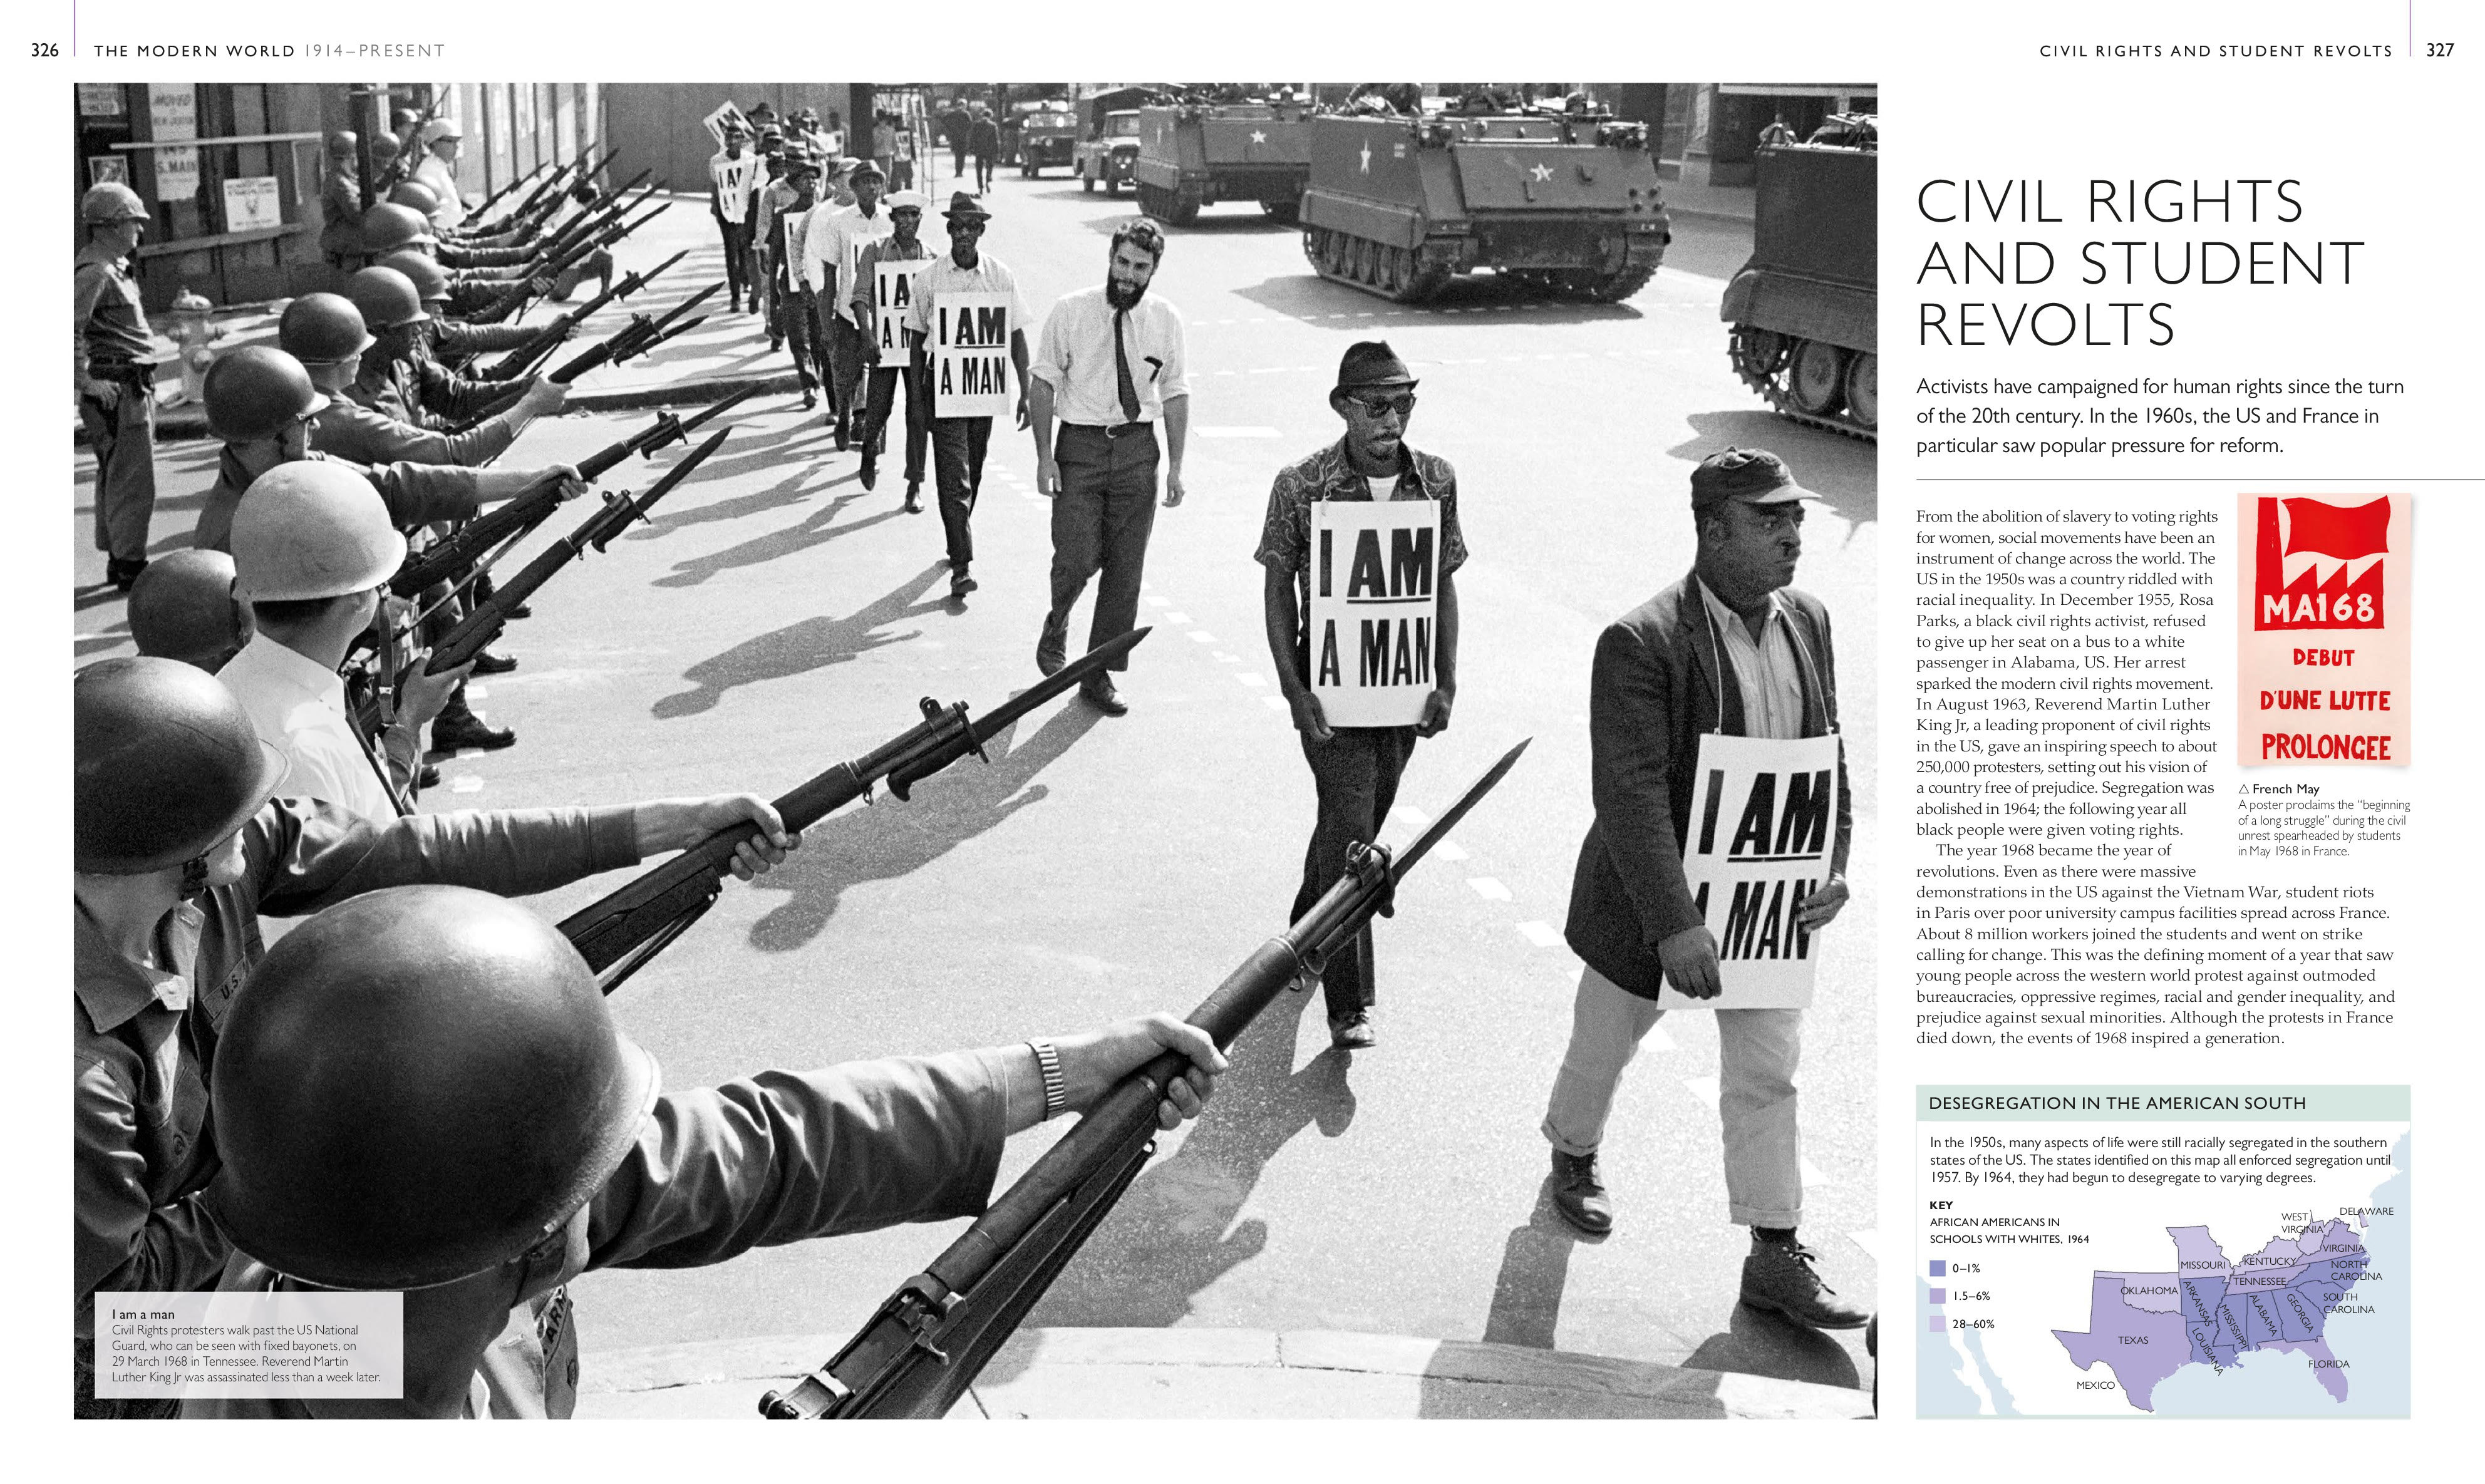 326
THE MODERN WORLD 1914–PRESENT
CIVIL RIGHTS AND STUDENT REVOLTS
327
MOVED
S. MAIN
I AM
I A
A M
I AM
A MAN
I AM
A MAN
I AM
A MAN
U.S.
ARM
I am a man
Civil Rights protesters walk past the US National
Guard, who can be seen with fixed bayonets, on
29 March 1968 in Tennessee. Reverend Martin
Luther King Jr was assassinated less than a week later.
CIVIL RIGHTS
AND STUDENT
REVOLTS
Activists have campaigned for human rights since the turn
of the 20th century. In the 1960s, the US and France in
particular saw popular pressure for reform.
From the abolition of slavery to voting rights
for women, social movements have been an
instrument of change across the world. The
US in the 1950s was a country riddled with
racial inequality. In December 1955, Rosa
Parks, a black civil rights activist, refused
to give up her seat on a bus to a white
passenger in Alabama, US. Her arrest
sparked the modern civil rights movement.
In August 1963, Reverend Martin Luther
King Jr, a leading proponent of civil rights
in the US, gave an inspiring speech to about
250,000 protesters, setting out his vision of
a country free of prejudice. Segregation was
abolished in 1964; the following year all
black people were given voting rights.
The year 1968 became the year of
revolutions. Even as there were massive
demonstrations in the US against the Vietnam War, student riots
in Paris over poor university campus facilities spread across France.
About 8 million workers joined the students and went on strike
calling for change. This was the defining moment of a year that saw
young people across the western world protest against outmoded
bureaucracies, oppressive regimes, racial and gender inequality, and
prejudice against sexual minorities. Although the protests in France
died down, the events of 1968 inspired a generation.
MAI68
DEBUT
D'UNE LUTTE
PROLONGEE
△ French May
A poster proclaims the “beginning
of a long struggle” during the civil
unrest spearheaded by students
in May 1968 in France.
DESEGREGATION IN THE AMERICAN SOUTH
In the 1950s, many aspects of life were still racially segregated in the southern
states of the US. The states identified on this map all enforced segregation until
1957. By 1964, they had begun to desegregate to varying degrees.
KEY
AFRICAN AMERICANS IN
SCHOOLS WITH WHITES, 1964
0–1%
1.5–6%
28–60%
WEST
VIRGINIA
DELAWARE
VIRGINIA
MISSOURI
KENTUCKY
NORTH
CAROLINA
TENNESSEE
OKLAHOMA
ARKANSAS
SOUTH
CAROLINA
MISSISSIPPI
ALABAMA
GEORGIA
TEXAS
LOUISIANA
FLORIDA
MEXICO